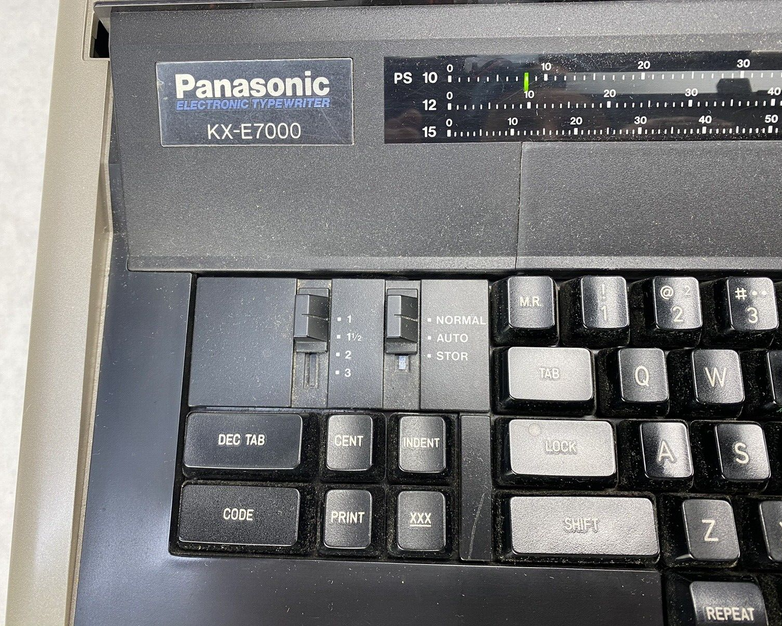 Panasonic
ELECTRONIC TYPEWRITER
KX-E7000
PS 10 0 10 20 30
12 0 10 20 30 40
15 0 10 20 30 40 50
1
1½
2
3
NORMAL
AUTO
STOR
M.R.
! 1
@ 2 2
# 3
TAB
Q
W
DEC TAB
CENT
INDENT
LOCK
A
S
CODE
PRINT
XXX
SHIFT
Z
REPEAT